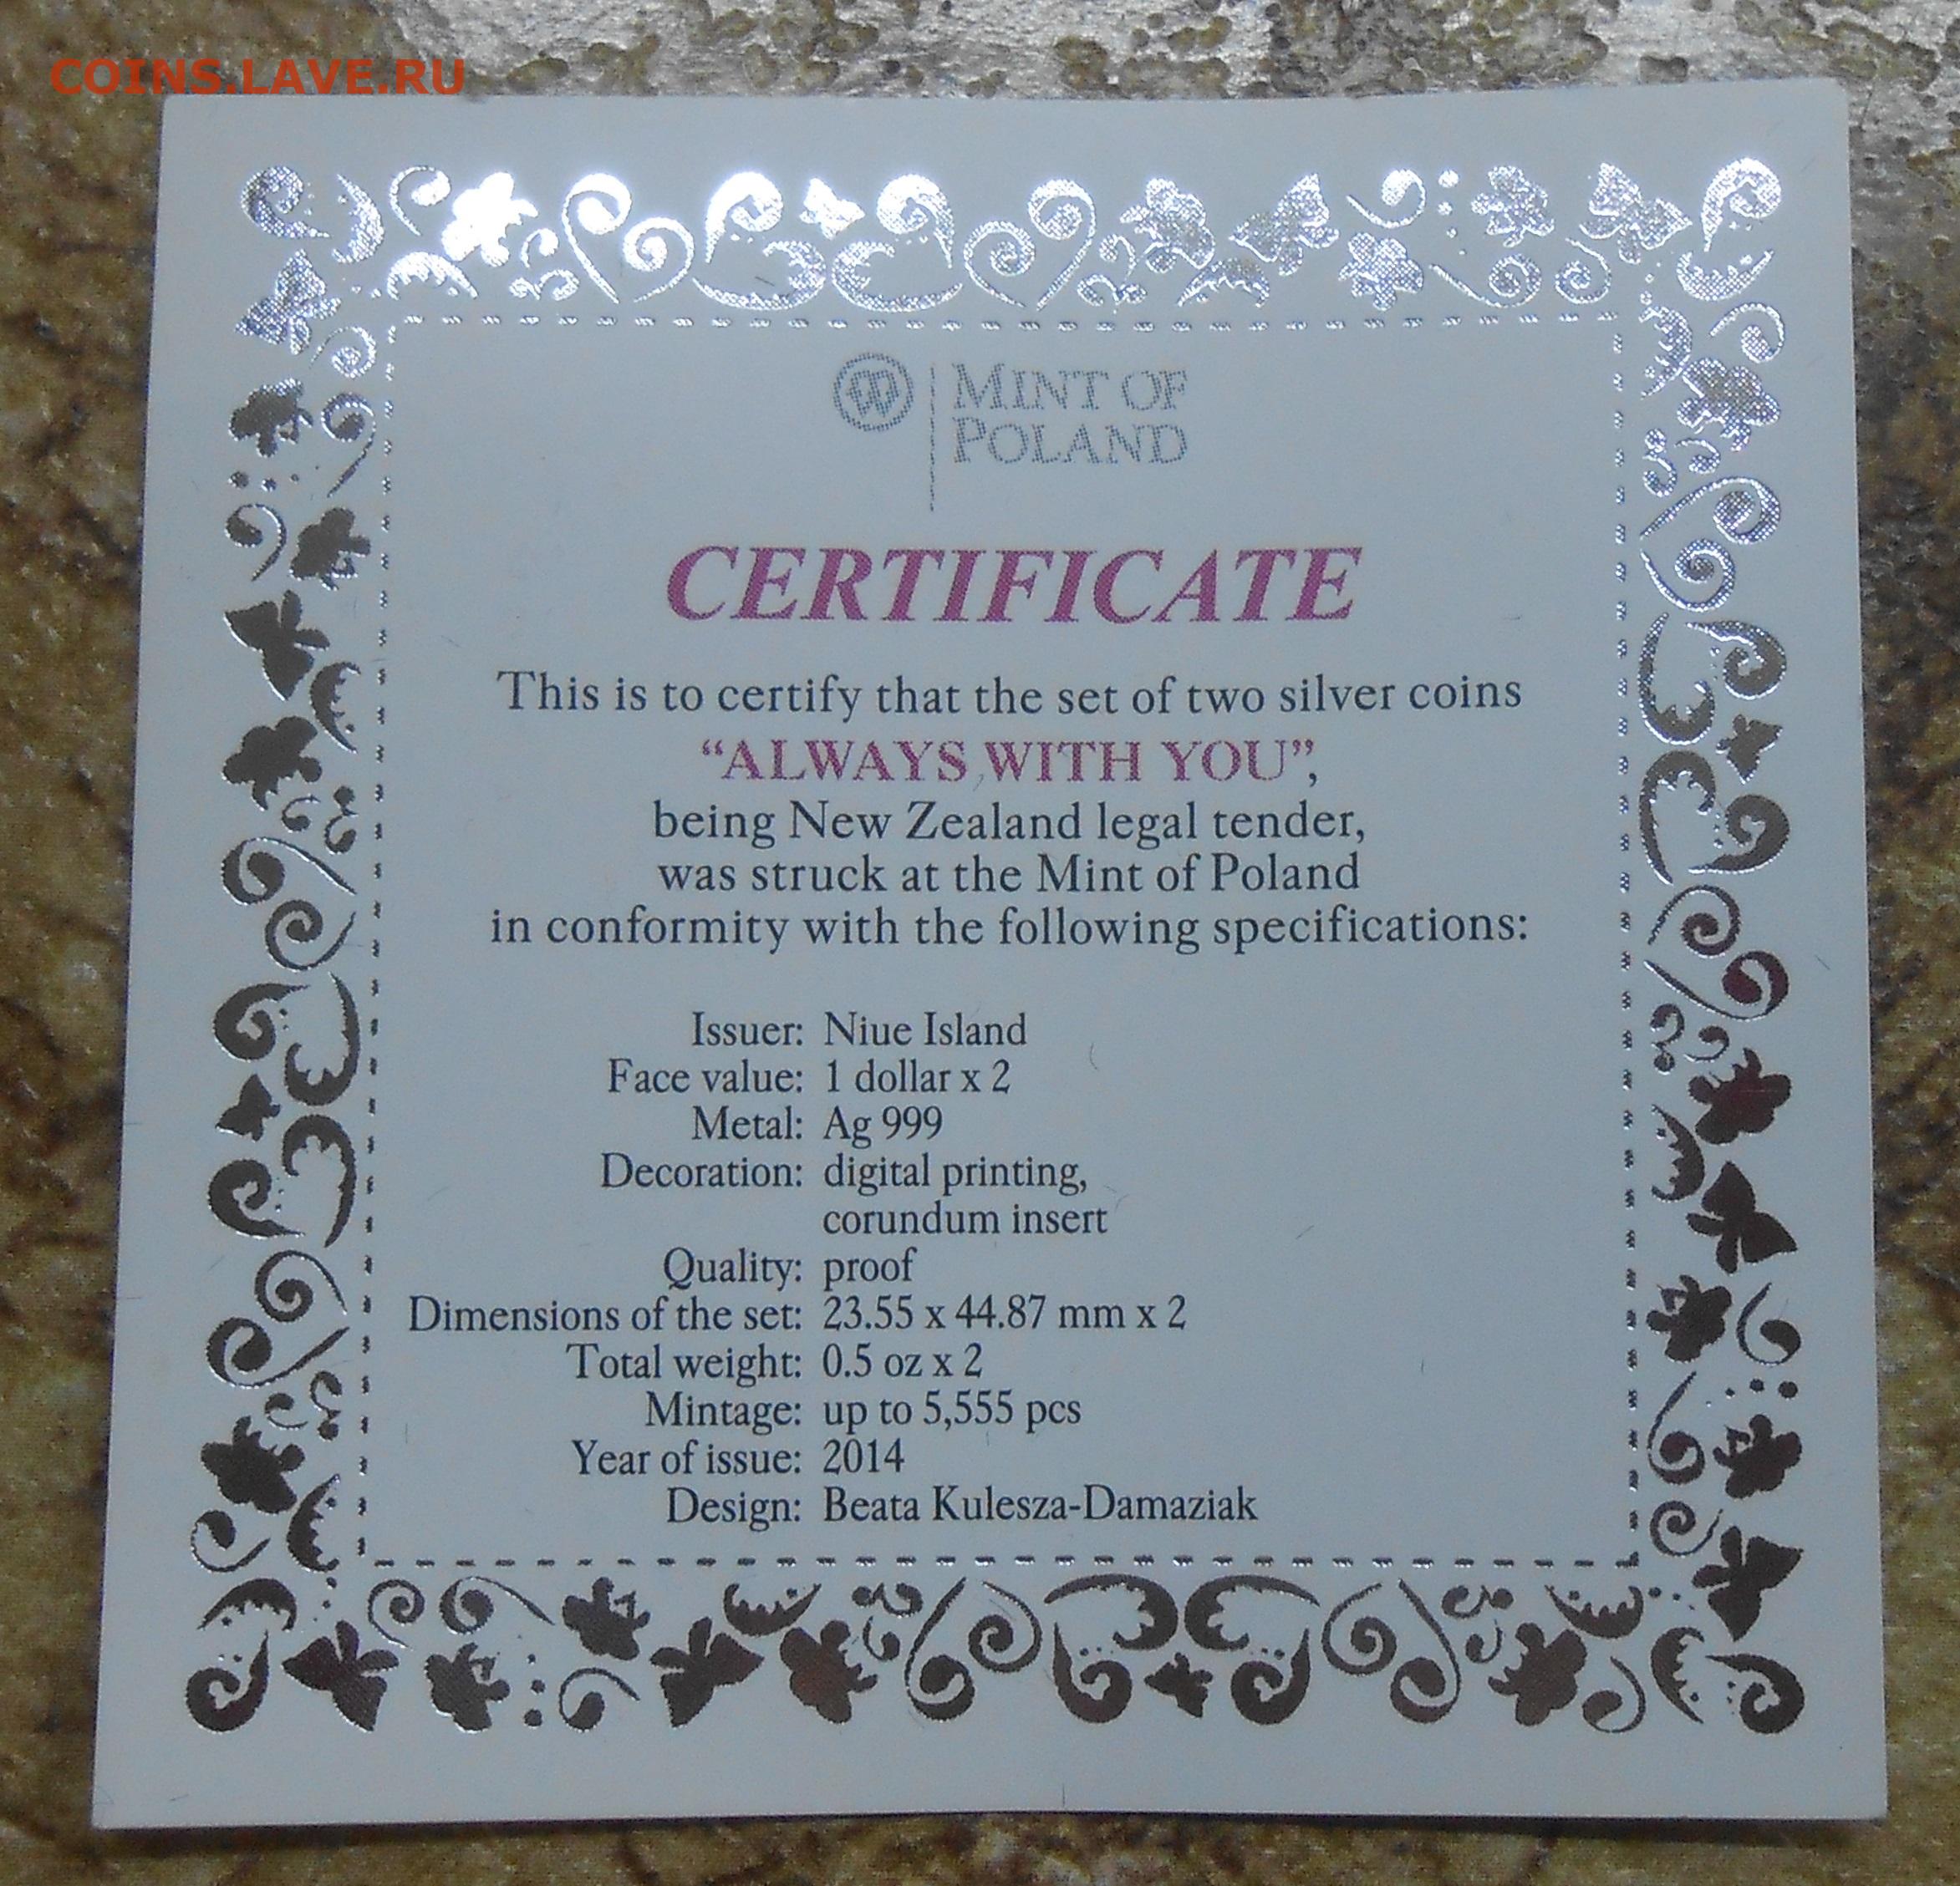 COINS.LAVE.RU
MINT OF
POLAND
CERTIFICATE
This is to certify that the set of two silver coins
“ALWAYS WITH YOU”,
being New Zealand legal tender,
was struck at the Mint of Poland
in conformity with the following specifications:
Issuer: Niue Island
Face value: 1 dollar x 2
Metal: Ag 999
Decoration: digital printing,
corundum insert
Quality: proof
Dimensions of the set: 23.55 x 44.87 mm x 2
Total weight: 0.5 oz x 2
Mintage: up to 5,555 pcs
Year of issue: 2014
Design: Beata Kulesza-Damaziak